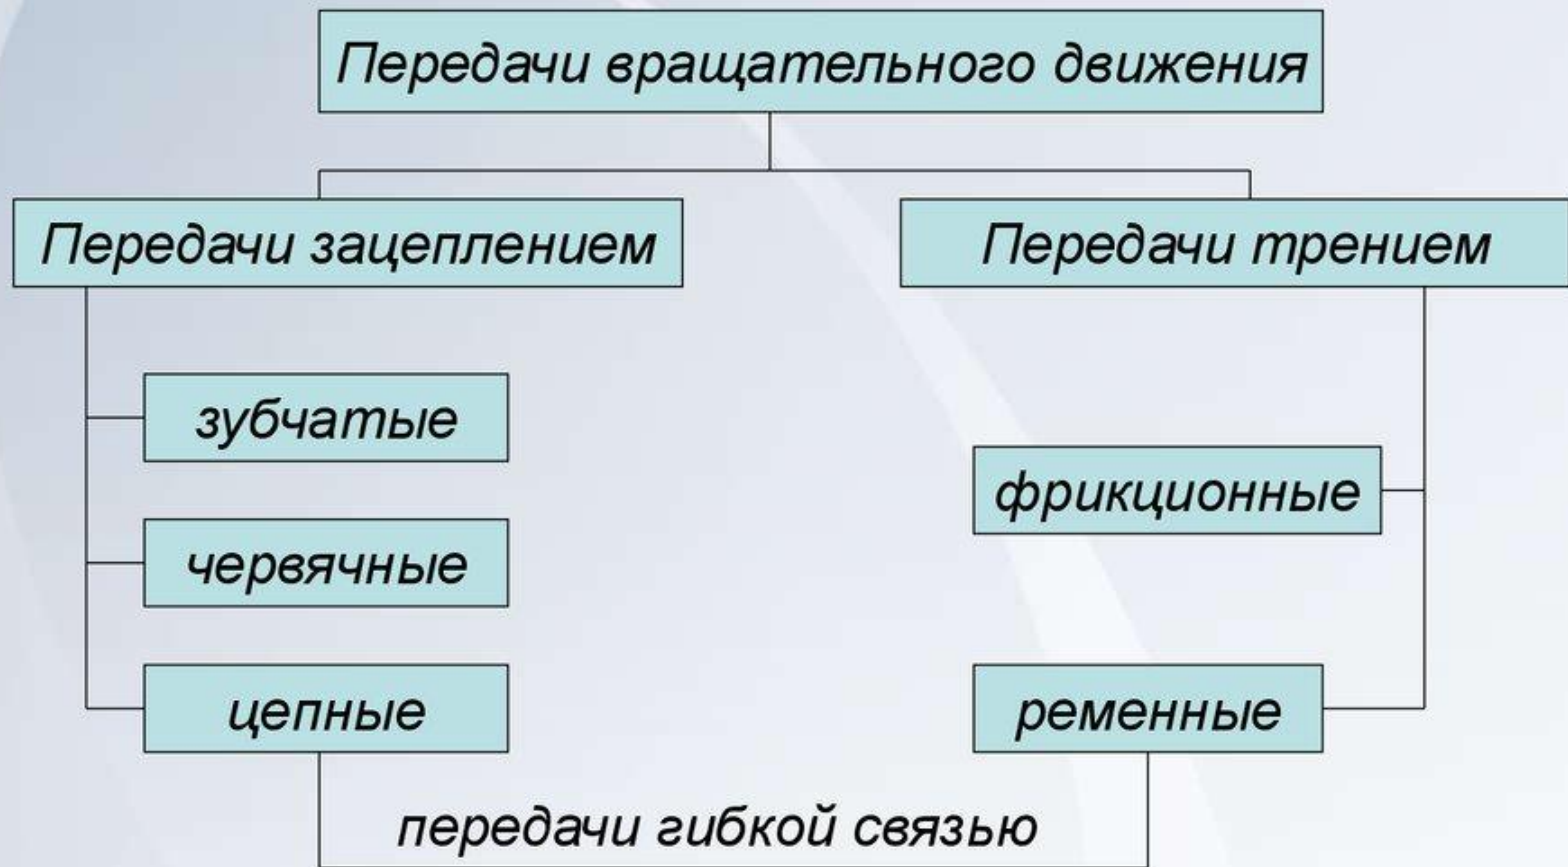 Передачи вращательного движения
Передачи зацеплением
Передачи трением
зубчатые
червячные
цепные
фрикционные
ременные
передачи гибкой связью